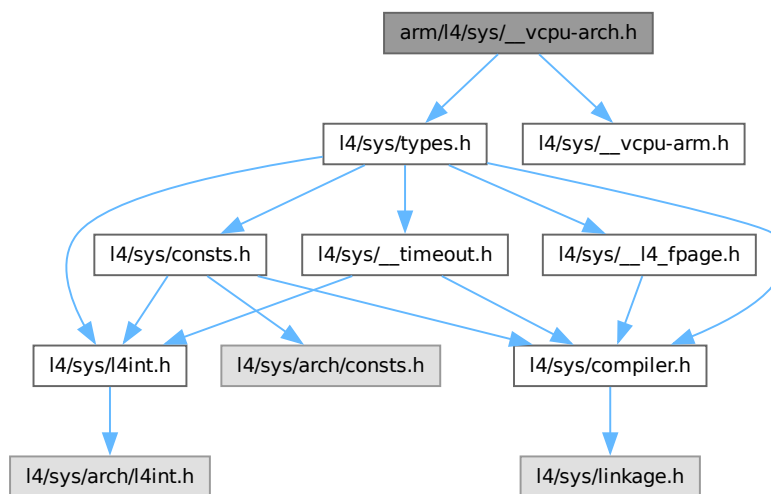 arm/l4/sys/__vcpu-arch.h
l4/sys/types.h
l4/sys/__vcpu-arm.h
l4/sys/consts.h
l4/sys/__timeout.h
l4/sys/__l4_fpage.h
l4/sys/l4int.h
l4/sys/arch/consts.h
l4/sys/compiler.h
l4/sys/arch/l4int.h
l4/sys/linkage.h